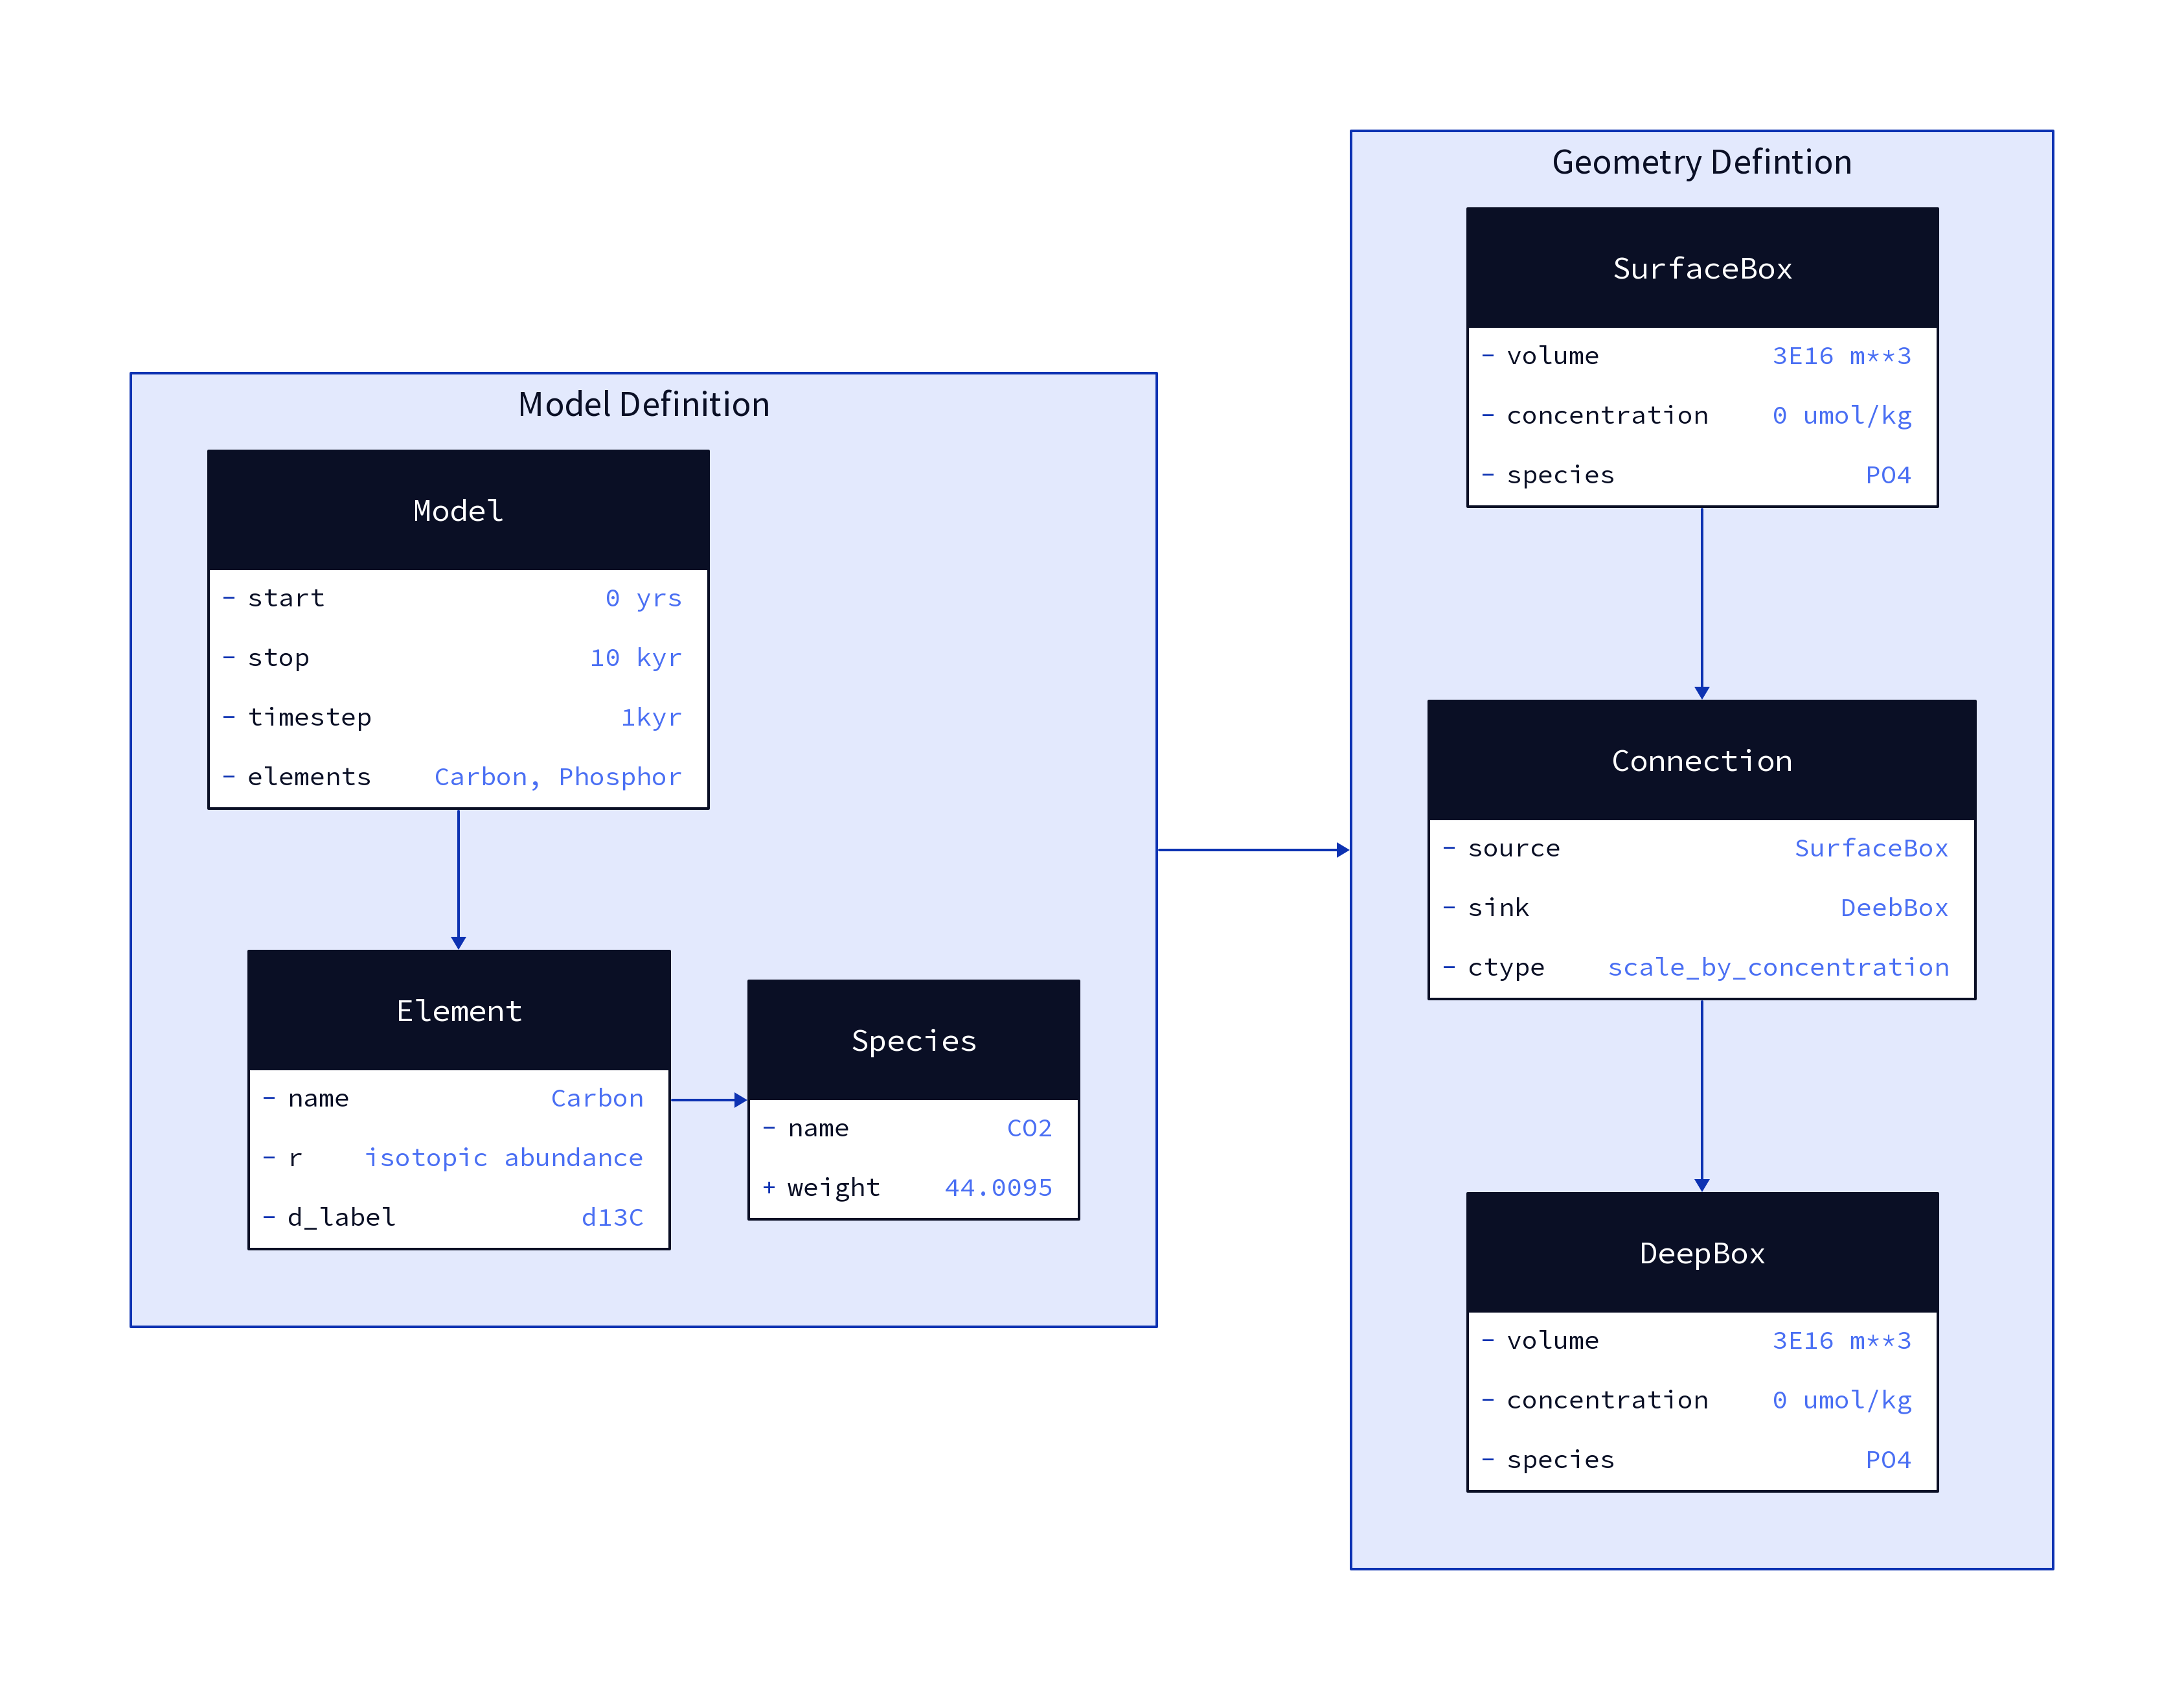 Model Definition
Model
- start 0 yrs
- stop 10 kyr
- timestep 1kyr
- elements Carbon, Phosphor
Element
- name Carbon
- r isotopic abundance
- d_label d13C
Species
- name CO2
+ weight 44.0095
Geometry Defintion
SurfaceBox
- volume 3E16 m**3
- concentration 0 umol/kg
- species PO4
Connection
- source SurfaceBox
- sink DeebBox
- ctype scale_by_concentration
DeepBox
- volume 3E16 m**3
- concentration 0 umol/kg
- species PO4